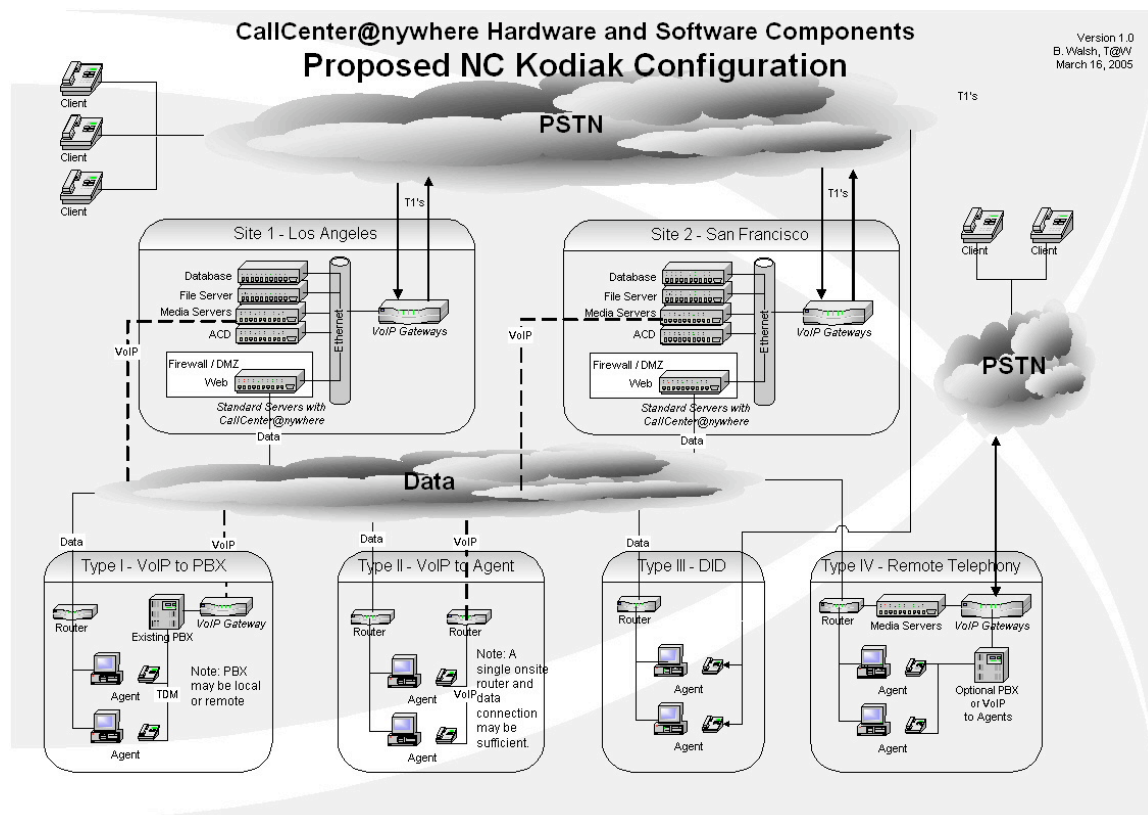 CallCenter@nywhere Hardware and Software Components
Proposed NC Kodiak Configuration
Version 1.0
B. Walsh, T@W
March 16, 2005
Client
Client
Client
PSTN
T1's
T1's
T1's
Site 1 - Los Angeles
Database
File Server
Media Servers
ACD
Ethernet
VoIP Gateways
Firewall / DMZ
Web
Standard Servers with
CallCenter@nywhere
VoIP
Data
Site 2 - San Francisco
Database
File Server
Media Servers
ACD
Ethernet
VoIP Gateways
Firewall / DMZ
Web
Standard Servers with
CallCenter@nywhere
VoIP
Data
Client
Client
PSTN
Data
Data
VoIP
Type I - VoIP to PBX
Router
Existing PBX
VoIP Gateway
Agent
TDM
Agent
Note: PBX
may be local
or remote
Data
VoIP
Type II - VoIP to Agent
Router
Router
Agent
VoIP
Agent
Note: A
single onsite
router and
data
connection
may be
sufficient.
Data
Type III - DID
Router
Agent
Agent
Type IV - Remote Telephony
Router
Media Servers
VoIP Gateways
Agent
Agent
Optional PBX
or VoIP
to Agents